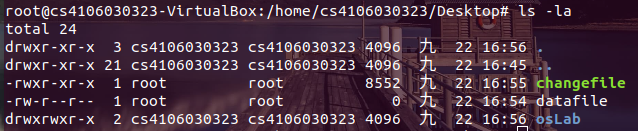 root@cs4106030323-VirtualBox:/home/cs4106030323/Desktop# ls -la
total 24
drwxr-xr-x  3 cs4106030323 cs4106030323 4096  九  22 16:56 .
drwxr-xr-x 21 cs4106030323 cs4106030323 4096  九  22 16:45 ..
-rwxr-xr-x  1 root         root         8552  九  22 16:55 changefile
-rw-r--r--  1 root         root            0  九  22 16:54 datafile
drwxrwxr-x  2 cs4106030323 cs4106030323 4096  九  22 16:56 osLab